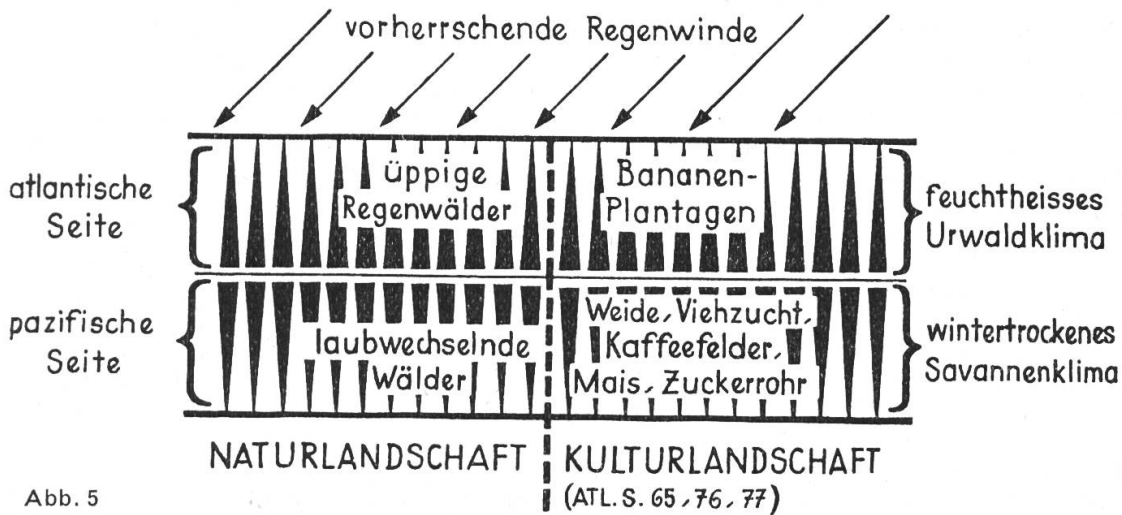 vorherrschende Regenwinde
atlantische
Seite
üppige
Regenwälder
Bananen-
Plantagen
feuchtheisses
Urwaldklima
pazifische
Seite
laubwechselnde
Wälder
Weide, Viehzucht,
Kaffeefelder,
Mais, Zuckerrohr
wintertrockenes
Savannenklima
NATURLANDSCHAFT
KULTURLANDSCHAFT
(ATL. S. 65, 76, 77)
Abb. 5